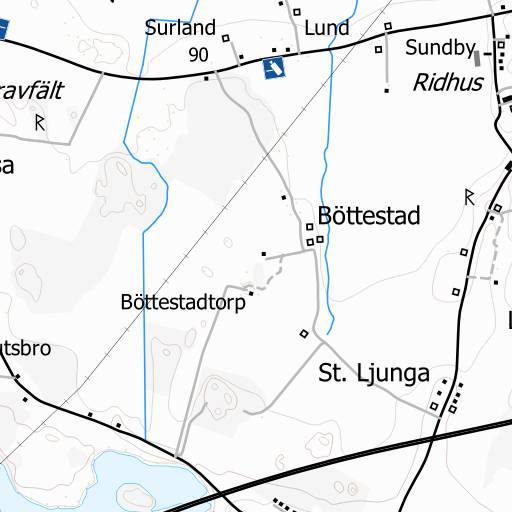 Surland
Lund
90
Sundby
Ridhus
Böttestad
Böttestadtorp
St. Ljunga